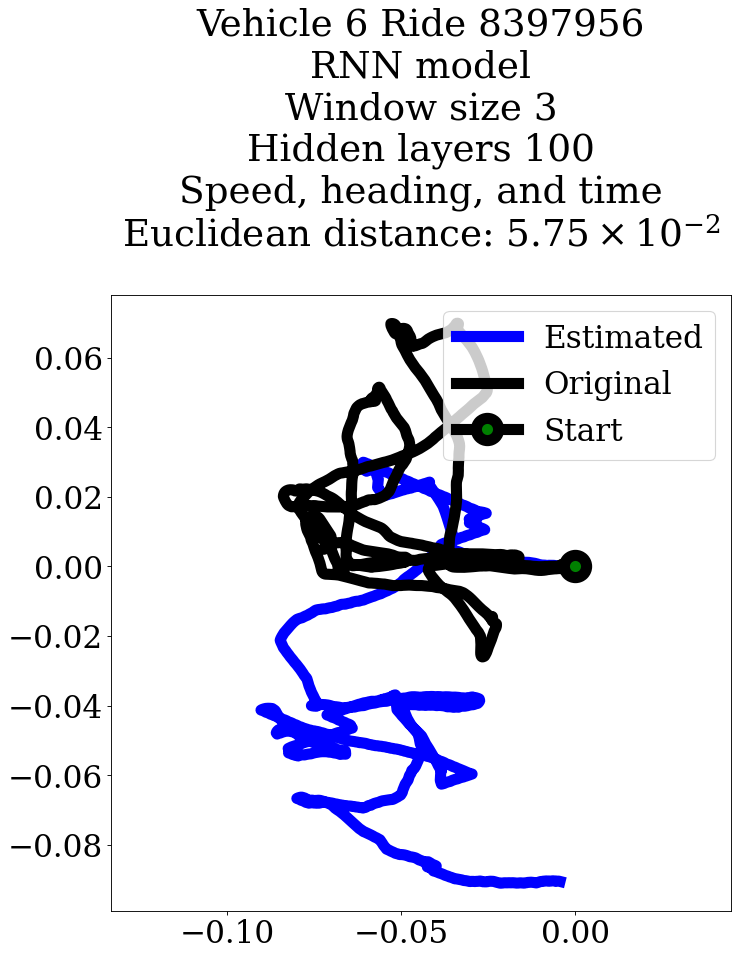 Vehicle 6 Ride 8397956
RNN model
Window size 3
Hidden layers 100
Speed, heading, and time
Euclidean distance: 5.75 × 10⁻²
Estimated
Original
Start
0.06
0.04
0.02
0.00
−0.02
−0.04
−0.06
−0.08
−0.10
−0.05
0.00